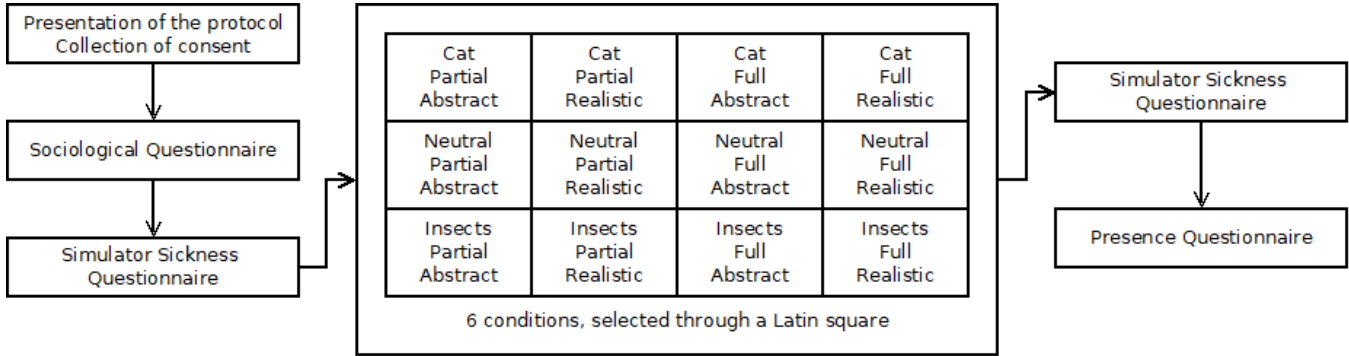 Presentation of the protocol
Collection of consent
Sociological Questionnaire
Simulator Sickness
Questionnaire
Cat
Partial
Abstract
Cat
Partial
Realistic
Cat
Full
Abstract
Cat
Full
Realistic
Neutral
Partial
Abstract
Neutral
Partial
Realistic
Neutral
Full
Abstract
Neutral
Full
Realistic
Insects
Partial
Abstract
Insects
Partial
Realistic
Insects
Full
Abstract
Insects
Full
Realistic
6 conditions, selected through a Latin square
Simulator Sickness
Questionnaire
Presence Questionnaire